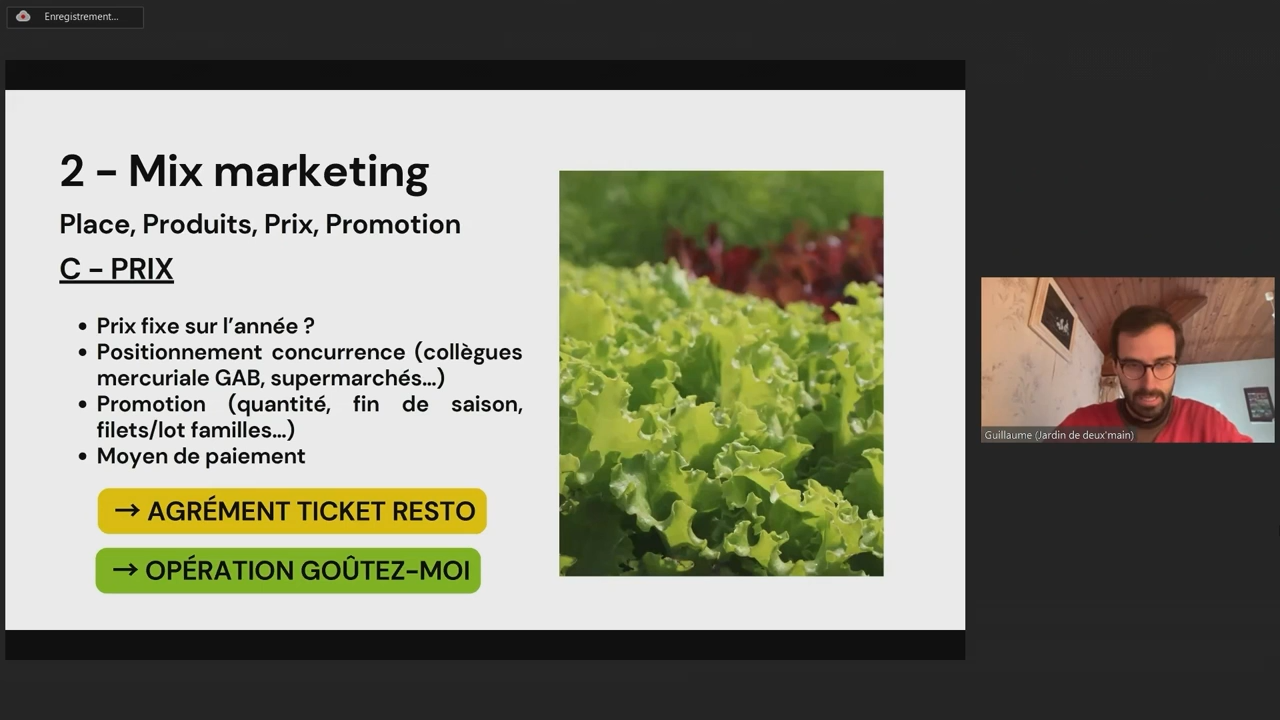 Enregistrement...
2 - Mix marketing
Place, Produits, Prix, Promotion
C - PRIX
• Prix fixe sur l'année ?
• Positionnement concurrence (collègues
mercuriale GAB, supermarchés...)
• Promotion (quantité, fin de saison,
filets/lot familles...)
• Moyen de paiement
→ AGRÉMENT TICKET RESTO
→ OPÉRATION GOÛTEZ-MOI
Guillaume (Jardin de deux'main)